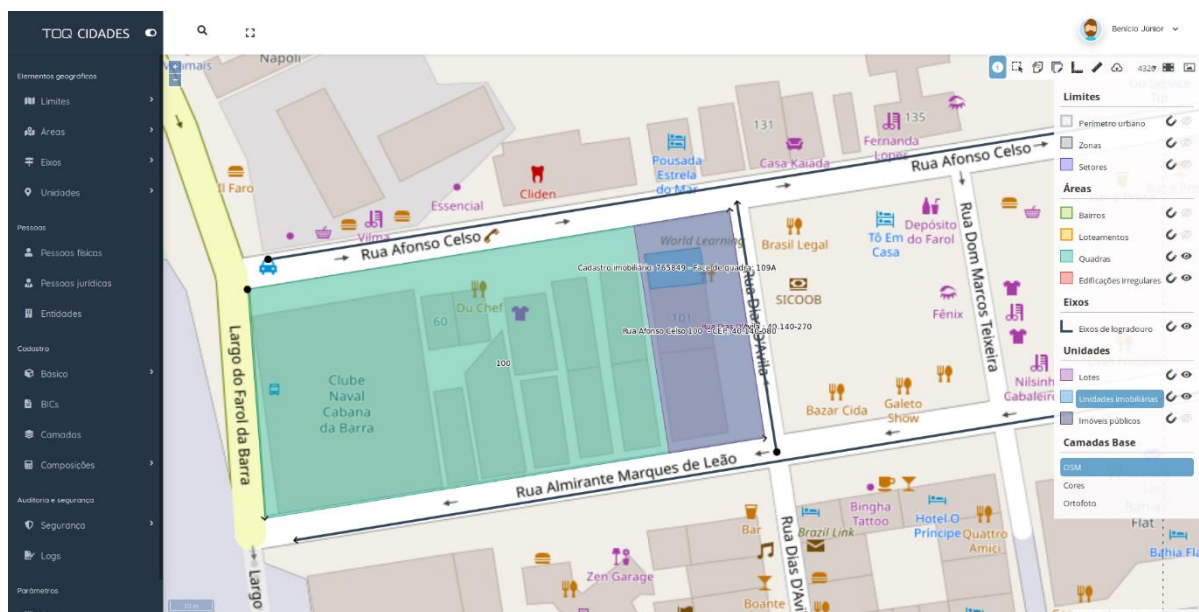 TOQ CIDADES
Benício Júnior
Elementos geográficos
Limites
Áreas
Eixos
Unidades
Pessoas
Pessoas físicas
Pessoas jurídicas
Entidades
Cadastro
Básico
BICs
Camadas
Composições
Auditoria e segurança
Segurança
Logs
Parâmetros
+
-
Napoli
Il Faro
Essencial
Vilma
Cliden
Pousada
Estrela
do Mar
131
Casa Kaiada
135
Fernanda
Lopes
Rua Afonso Celso
Rua Afonso Celso
World Learning
Cadastro imobiliário: 765849 - Face de quadra: 109A
Brasil Legal
Tô Em
Casa
Depósito
do Farol
Rua Dom Marcos Teixeira
SICOOB
Fênix
Du Chef
60
101
Rua Afonso Celso 100 - CEP: 40.140-080
Rua Dias D'Avila
100
Largo do Farol da Barra
Clube
Naval
Cabana
da Barra
Bazar Cida
Galeto
Show
Rua Almirante Marques de Leão
Bar
Brazil Link
Bingha
Tattoo
Hotel O
Príncipe
Quattro
Amici
Zen Garage
Boante
Rua Dias D'Avi
Largo
Flat
Bahia Fla
10 m
4326
Limites
Perímetro urbano
Zonas
Setores
Áreas
Bairros
Loteamentos
Quadras
Edificações irregulares
Eixos
Eixos de logradouro
Unidades
Lotes
Unidades imobiliárias
Imóveis públicos
Camadas Base
OSM
Cores
Ortofoto